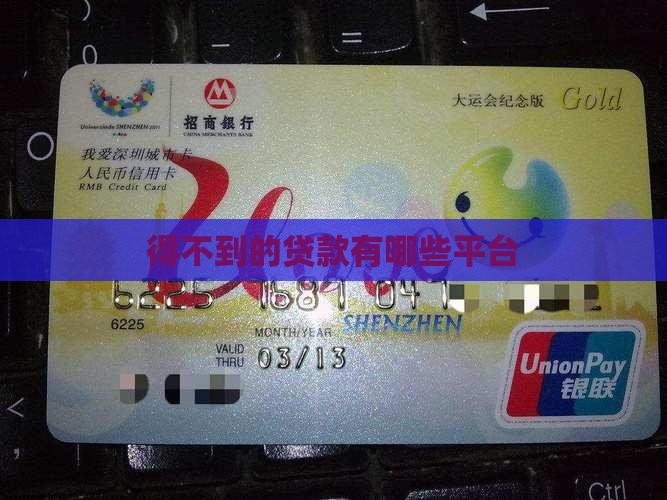 Universiade SHENZHEN 2011
招商银行
CHINA MERCHANTS BANK
大运会纪念版 Gold
我爱深圳城市卡
人民币信用卡
RMB Credit Card
得不到的贷款有哪些平台
6225
6225
MONTH/YEAR
SHENZHEN
VALID
THRU
03/13
UnionPay
银联
Ctrl